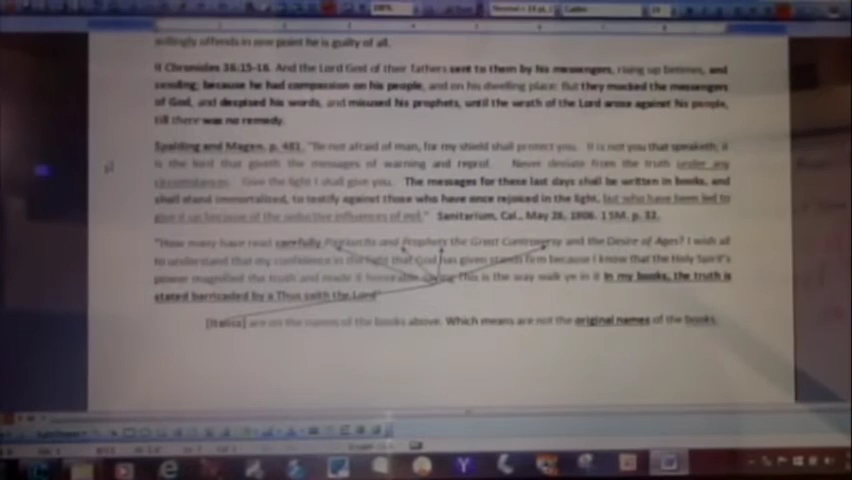 willingly offends in one point he is guilty of all.
II Chronicles 36:15-16. And the Lord God of their fathers sent to them by his messengers, rising up betimes, and
sending; because he had compassion on his people, and on his dwelling place: But they mocked the messengers
of God, and despised his words, and misused his prophets, until the wrath of the Lord arose against his people,
till there was no remedy.
Spalding and Magan. p. 481. "Be not afraid of man, for my shield shall protect you. It is not you that speaketh, it
is the lord that giveth the messages of warning and reprof. Never deviate from the truth under any
circumstances. Give the light I shall give you. The messages for these last days shall be written in books, and
shall stand immortalized, to testify against those who have once rejoiced in the light, but who have been led to
give it up because of the seductive influences of evil." Sanitarium, Cal., May 26, 1906. 1 SM. p. 32.
"How many have read carefully Patriarchs and Prophets the Great Controversy and the Desire of Ages? I wish all
to understand that my confidence in the light that God has given stands firm because I know that the Holy Spirit's
power magnified the truth and made it honorable saying This is the way walk ye in it In my books, the truth is
stated barricaded by a Thus saith the Lord"
[Italics] are on the names of the books above. Which means are not the original names of the books.